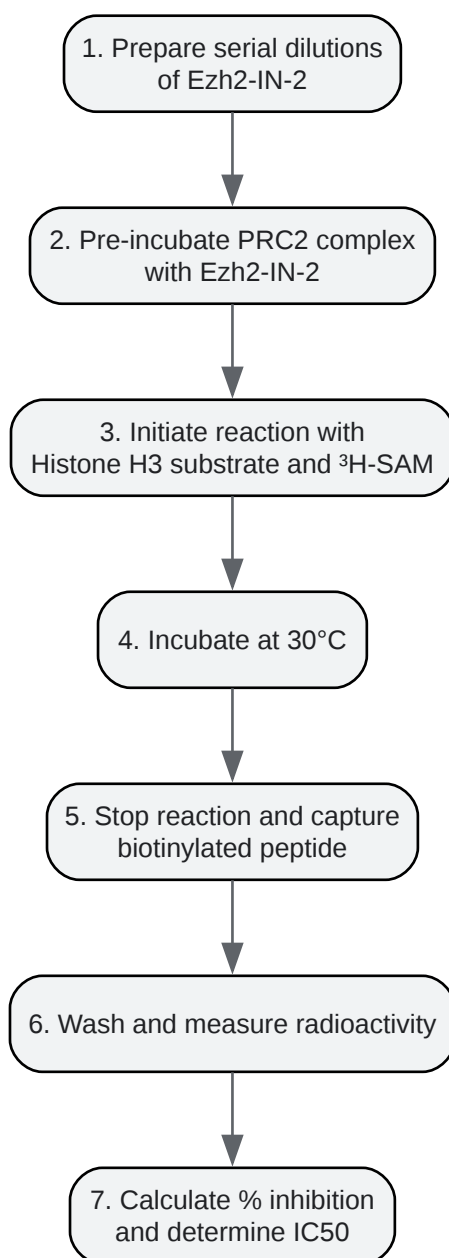 1. Prepare serial dilutions
of Ezh2-IN-2
2. Pre-incubate PRC2 complex
with Ezh2-IN-2
3. Initiate reaction with
Histone H3 substrate and ³H-SAM
4. Incubate at 30°C
5. Stop reaction and capture
biotinylated peptide
6. Wash and measure radioactivity
7. Calculate % inhibition
and determine IC50